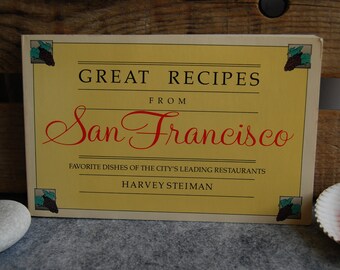 GREAT RECIPES
FROM
San Francisco
FAVORITE DISHES OF THE CITY'S LEADING RESTAURANTS
HARVEY STEIMAN